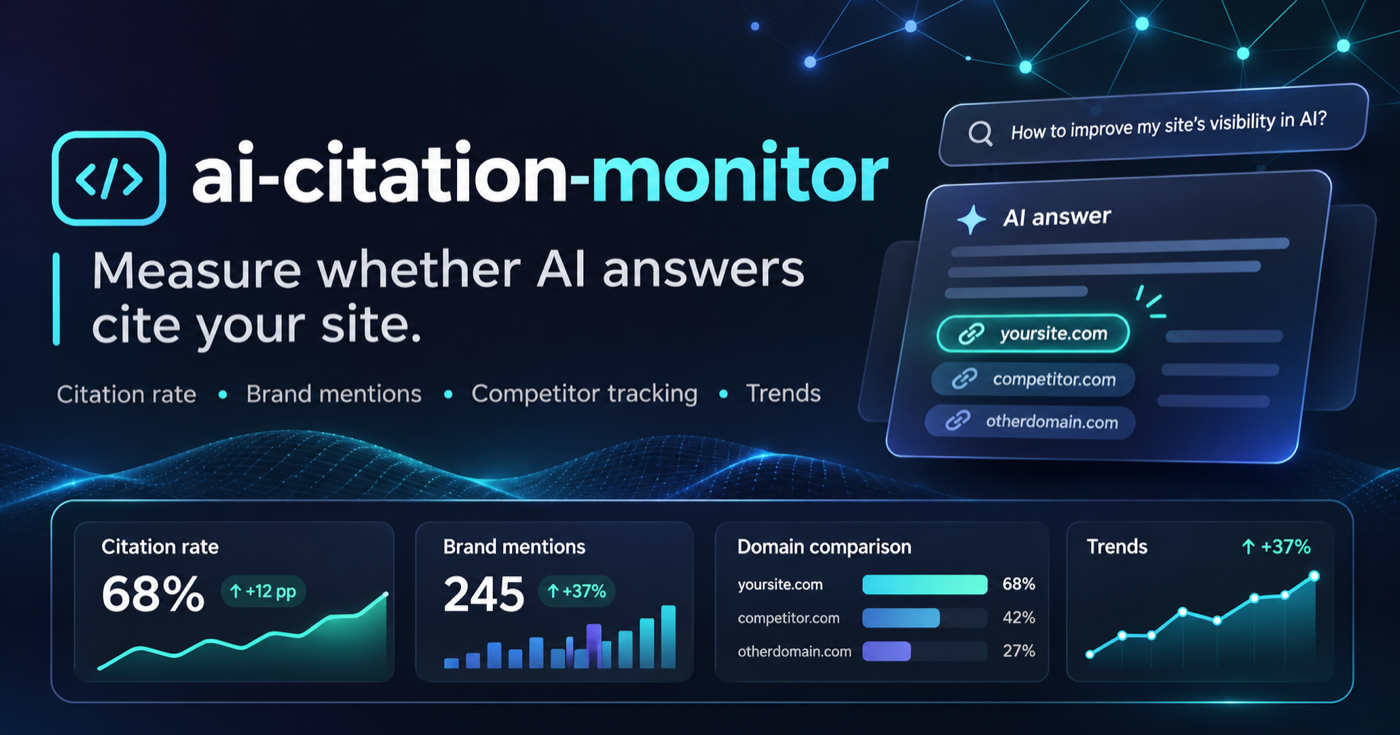 </> ai-citation-monitor
Measure whether AI answers
cite your site.
Citation rate • Brand mentions • Competitor tracking • Trends
How to improve my site's visibility in AI?
AI answer
yoursite.com
competitor.com
otherdomain.com
Citation rate
68% ↑ +12 pp
Brand mentions
245 ↑ +37%
Domain comparison
yoursite.com 68%
competitor.com 42%
otherdomain.com 27%
Trends ↑ +37%